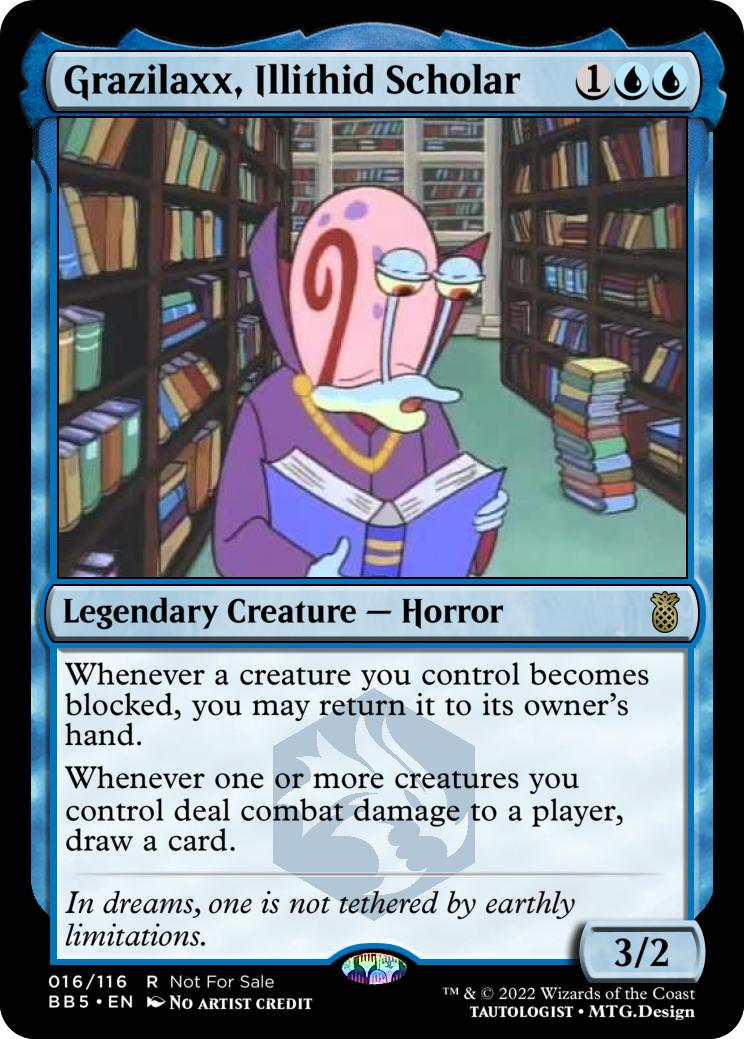 Grazilaxx, Illithid Scholar 1
Legendary Creature — Horror
Whenever a creature you control becomes
blocked, you may return it to its owner's
hand.
Whenever one or more creatures you
control deal combat damage to a player,
draw a card.
In dreams, one is not tethered by earthly
limitations.
3/2
016/116 R Not For Sale
BB5 • EN No artist credit
™ & © 2022 Wizards of the Coast
TAUTOLOGIST • MTG.Design